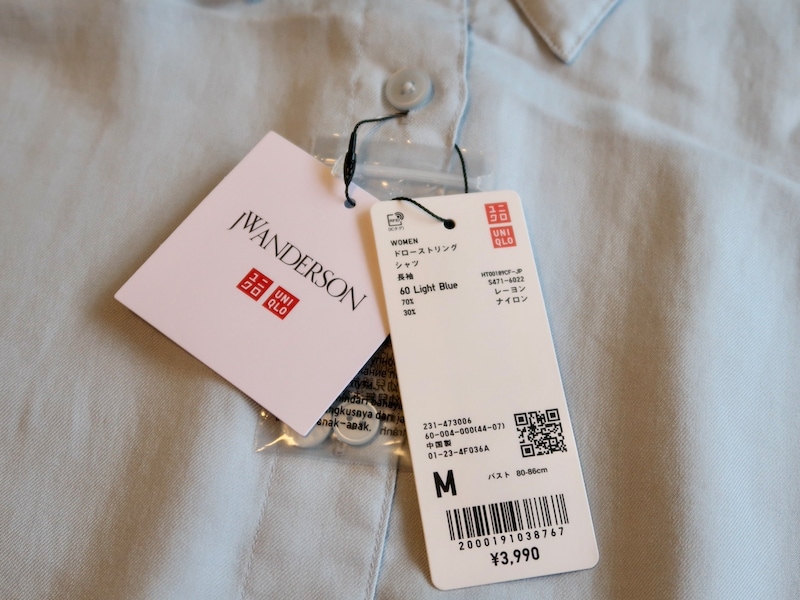 JWANDERSON
ユニ
クロ
UNI
QLO
ユニ
クロ
UNI
QLO
WOMEN
ドローストリング
シャツ
長袖
HT00189CF-JP
S471-6022
60 Light Blue
70%
レーヨン
30%
ナイロン
231-473006
60-004-000(44-07)
中国製
01-23-4F036A
M
バスト 80-86cm
2000191038767
¥3,990
anak-anak.